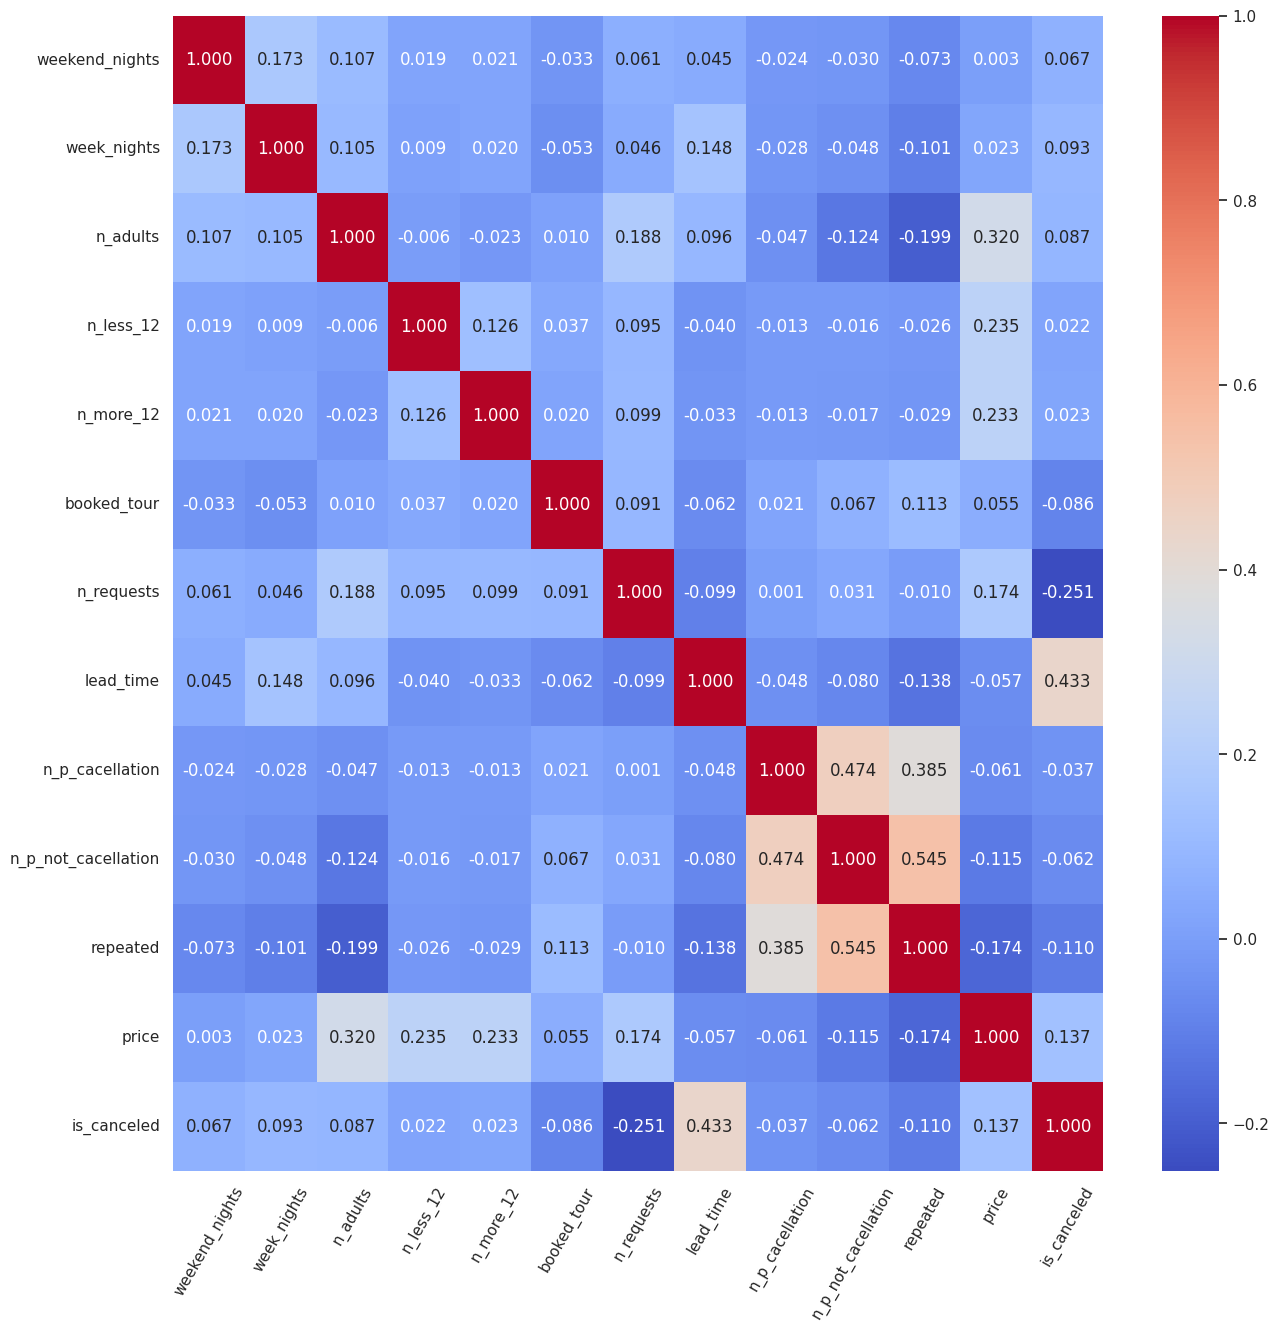 weekend_nights 1.000 0.173 0.107 0.019 0.021 -0.033 0.061 0.045 -0.024 -0.030 -0.073 0.003 0.067
week_nights 0.173 1.000 0.105 0.009 0.020 -0.053 0.046 0.148 -0.028 -0.048 -0.101 0.023 0.093
n_adults 0.107 0.105 1.000 -0.006 -0.023 0.010 0.188 0.096 -0.047 -0.124 -0.199 0.320 0.087
n_less_12 0.019 0.009 -0.006 1.000 0.126 0.037 0.095 -0.040 -0.013 -0.016 -0.026 0.235 0.022
n_more_12 0.021 0.020 -0.023 0.126 1.000 0.020 0.099 -0.033 -0.013 -0.017 -0.029 0.233 0.023
booked_tour -0.033 -0.053 0.010 0.037 0.020 1.000 0.091 -0.062 0.021 0.067 0.113 0.055 -0.086
n_requests 0.061 0.046 0.188 0.095 0.099 0.091 1.000 -0.099 0.001 0.031 -0.010 0.174 -0.251
lead_time 0.045 0.148 0.096 -0.040 -0.033 -0.062 -0.099 1.000 -0.048 -0.080 -0.138 -0.057 0.433
n_p_cacellation -0.024 -0.028 -0.047 -0.013 -0.013 0.021 0.001 -0.048 1.000 0.474 0.385 -0.061 -0.037
n_p_not_cacellation -0.030 -0.048 -0.124 -0.016 -0.017 0.067 0.031 -0.080 0.474 1.000 0.545 -0.115 -0.062
repeated -0.073 -0.101 -0.199 -0.026 -0.029 0.113 -0.010 -0.138 0.385 0.545 1.000 -0.174 -0.110
price 0.003 0.023 0.320 0.235 0.233 0.055 0.174 -0.057 -0.061 -0.115 -0.174 1.000 0.137
is_canceled 0.067 0.093 0.087 0.022 0.023 -0.086 -0.251 0.433 -0.037 -0.062 -0.110 0.137 1.000
weekend_nights
week_nights
n_adults
n_less_12
n_more_12
booked_tour
n_requests
lead_time
n_p_cacellation
n_p_not_cacellation
repeated
price
is_canceled
1.0
0.8
0.6
0.4
0.2
0.0
−0.2